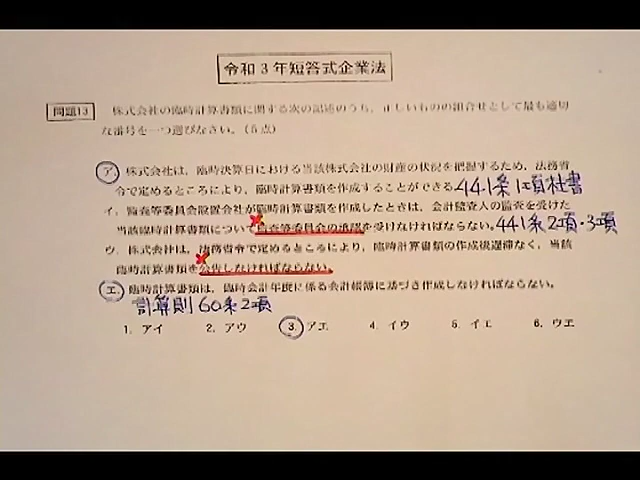 令和3年短答式企業法
問題13 株式会社の臨時計算書類に関する次の記述のうち、正しいものの組合せとして最も適切
な番号を一つ選びなさい。(5点)
ア. 株式会社は、臨時決算日における当該株式会社の財産の状況を把握するため、法務省
令で定めるところにより、臨時計算書類を作成することができる。441条1項柱書
イ. 監査等委員会設置会社が臨時計算書類を作成したときは、会計監査人の監査を受けた
当該臨時計算書類について監査等委員会の承認を受けなければならない。441条2項・3項
ウ. 株式会社は、法務省令で定めるところにより、臨時計算書類の作成後遅滞なく、当該
臨時計算書類を公告しなければならない。
エ. 臨時計算書類は、臨時会計年度に係る会計帳簿に基づき作成しなければならない。
計算則60条2項
1. アイ 2. アウ 3. アエ 4. イウ 5. イエ 6. ウエ